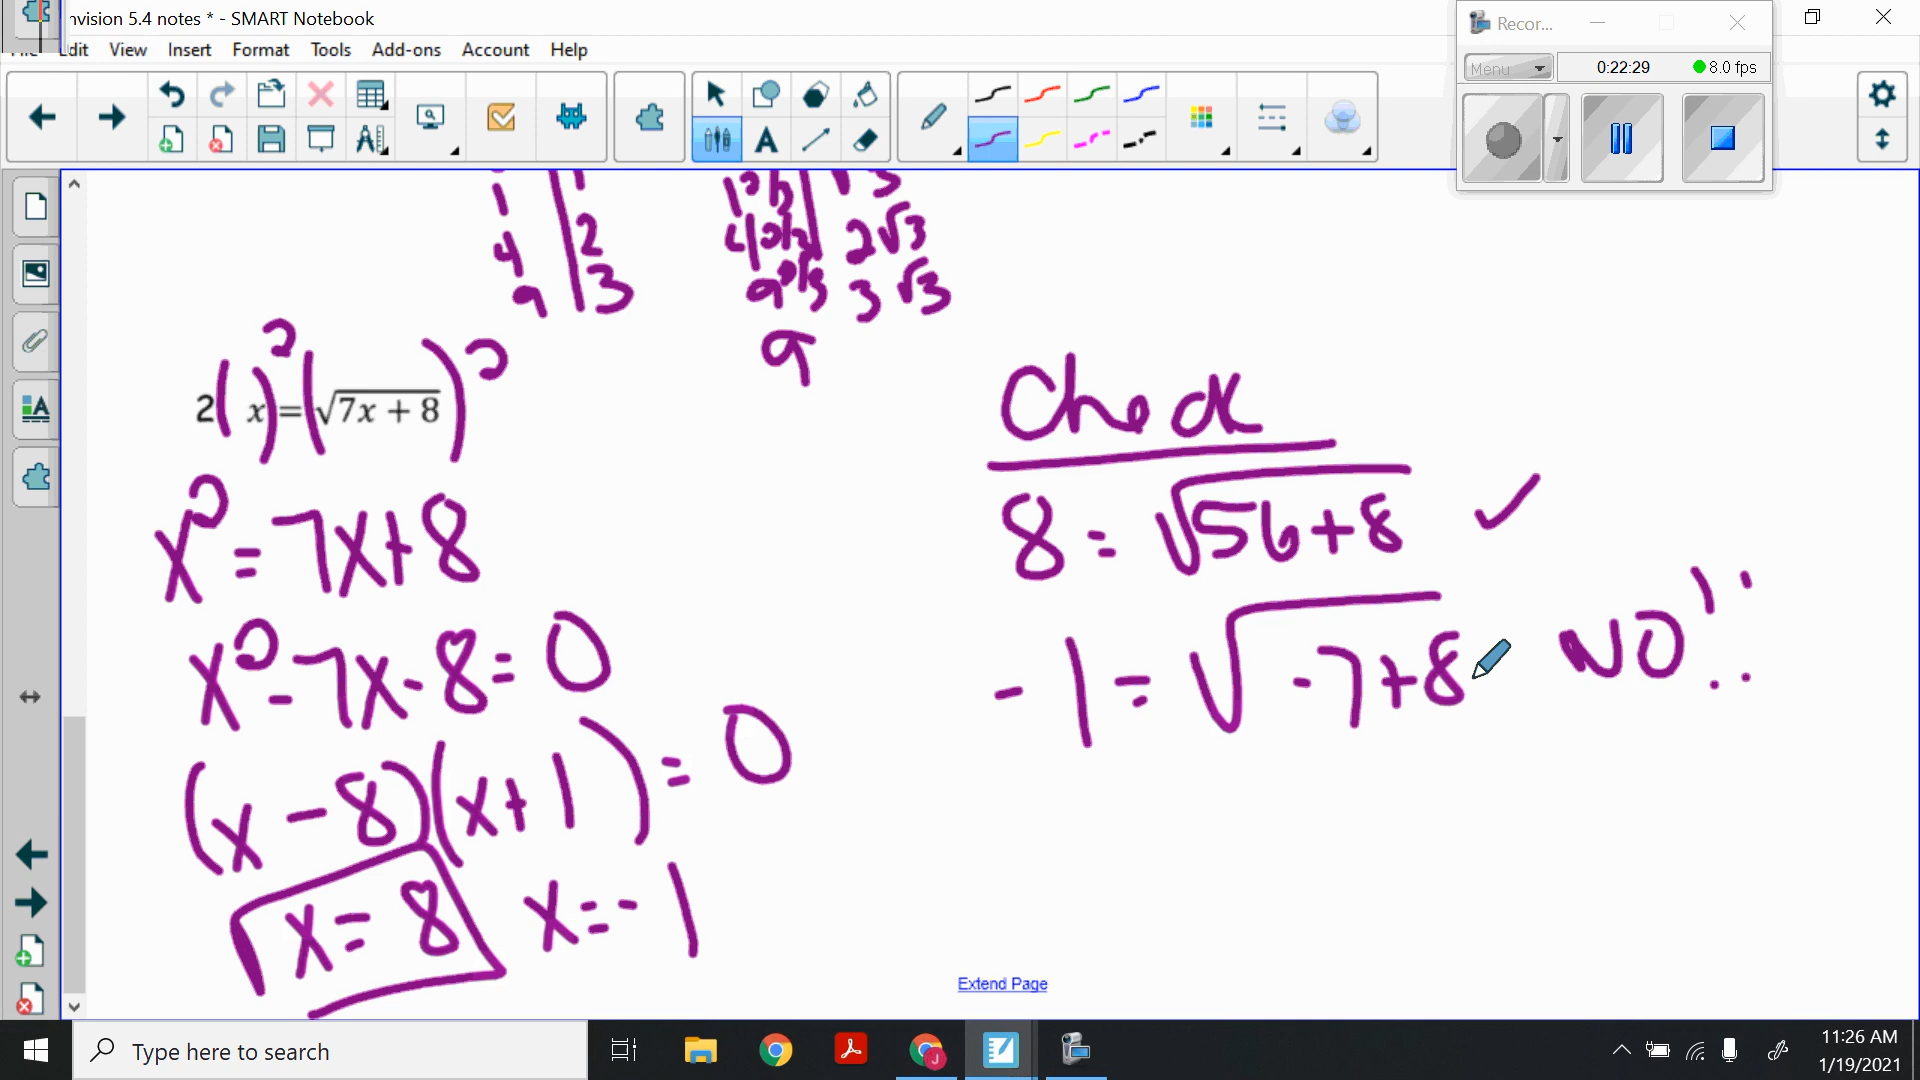 nvision 5.4 notes * - SMART Notebook
Edit View Insert Format Tools Add-ons Account Help
Recor...
Menu 00:22:29 8.0 fps
1 | 1
4 | 2
9 | 3
√3
2√3
3√3
9
2( x)²=(√7x + 8)²
x² = 7x+8
x² - 7x - 8 = 0
(x - 8)(x + 1) = 0
x = 8 x = -1
Check
8 = √56+8 ✓
-1 = √-7+8 NO!!
Extend Page
Type here to search
11:26 AM
1/19/2021